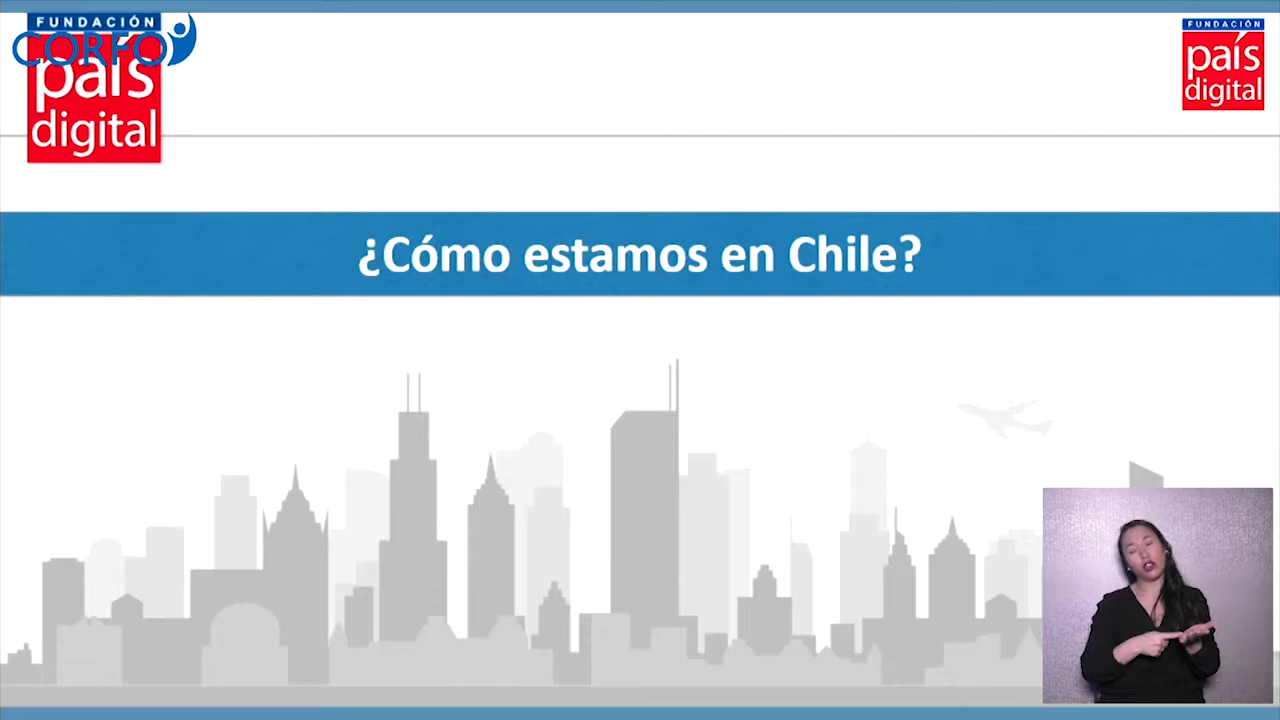 FUNDACIÓN
CORFO
país
digital
FUNDACIÓN
país
digital
¿Cómo estamos en Chile?